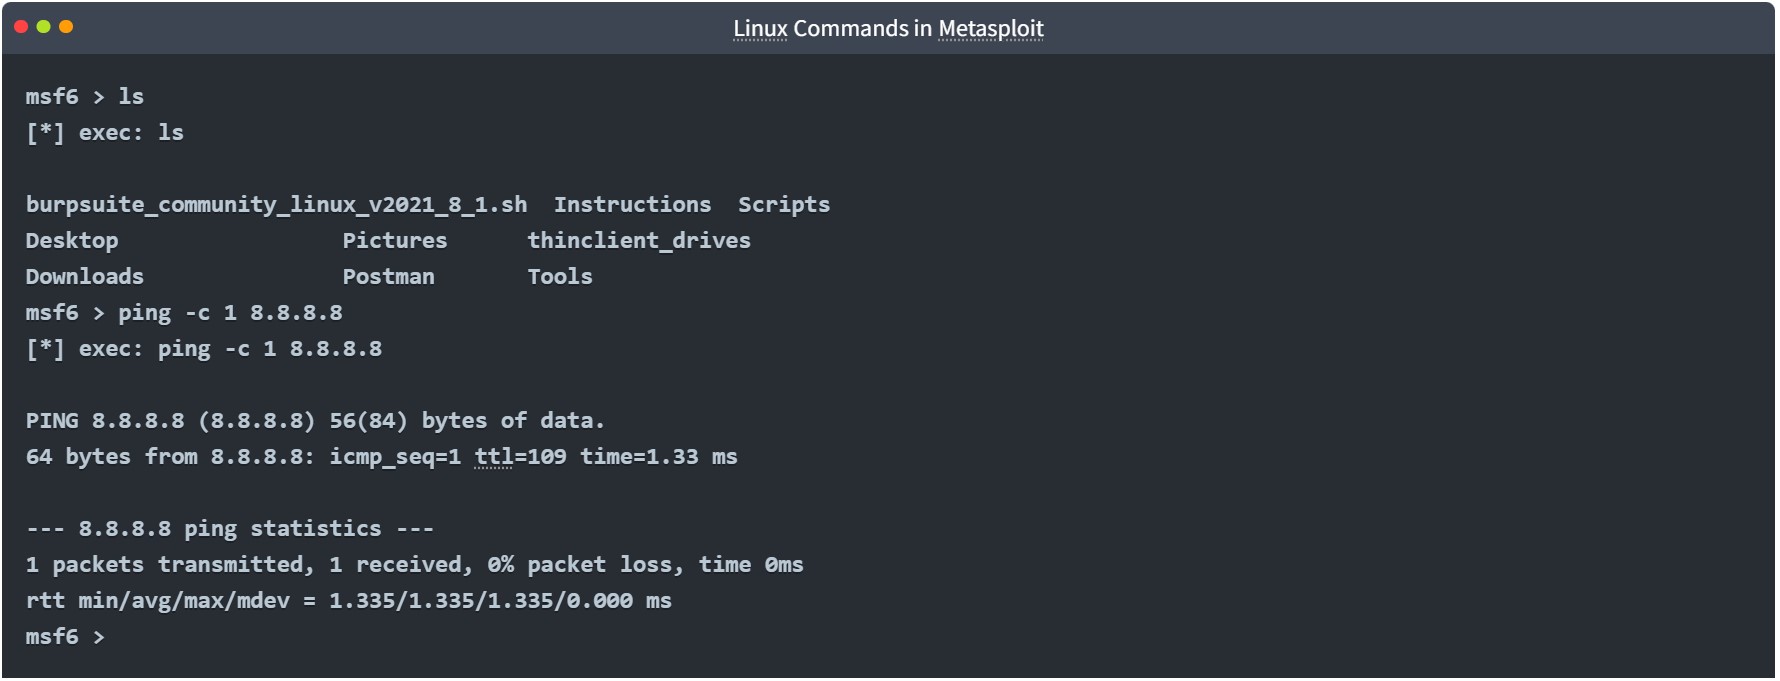 Linux Commands in Metasploit
msf6 > ls
[*] exec: ls
burpsuite_community_linux_v2021_8_1.sh  Instructions  Scripts
Desktop                 Pictures      thinclient_drives
Downloads               Postman       Tools
msf6 > ping -c 1 8.8.8.8
[*] exec: ping -c 1 8.8.8.8
PING 8.8.8.8 (8.8.8.8) 56(84) bytes of data.
64 bytes from 8.8.8.8: icmp_seq=1 ttl=109 time=1.33 ms
--- 8.8.8.8 ping statistics ---
1 packets transmitted, 1 received, 0% packet loss, time 0ms
rtt min/avg/max/mdev = 1.335/1.335/1.335/0.000 ms
msf6 >